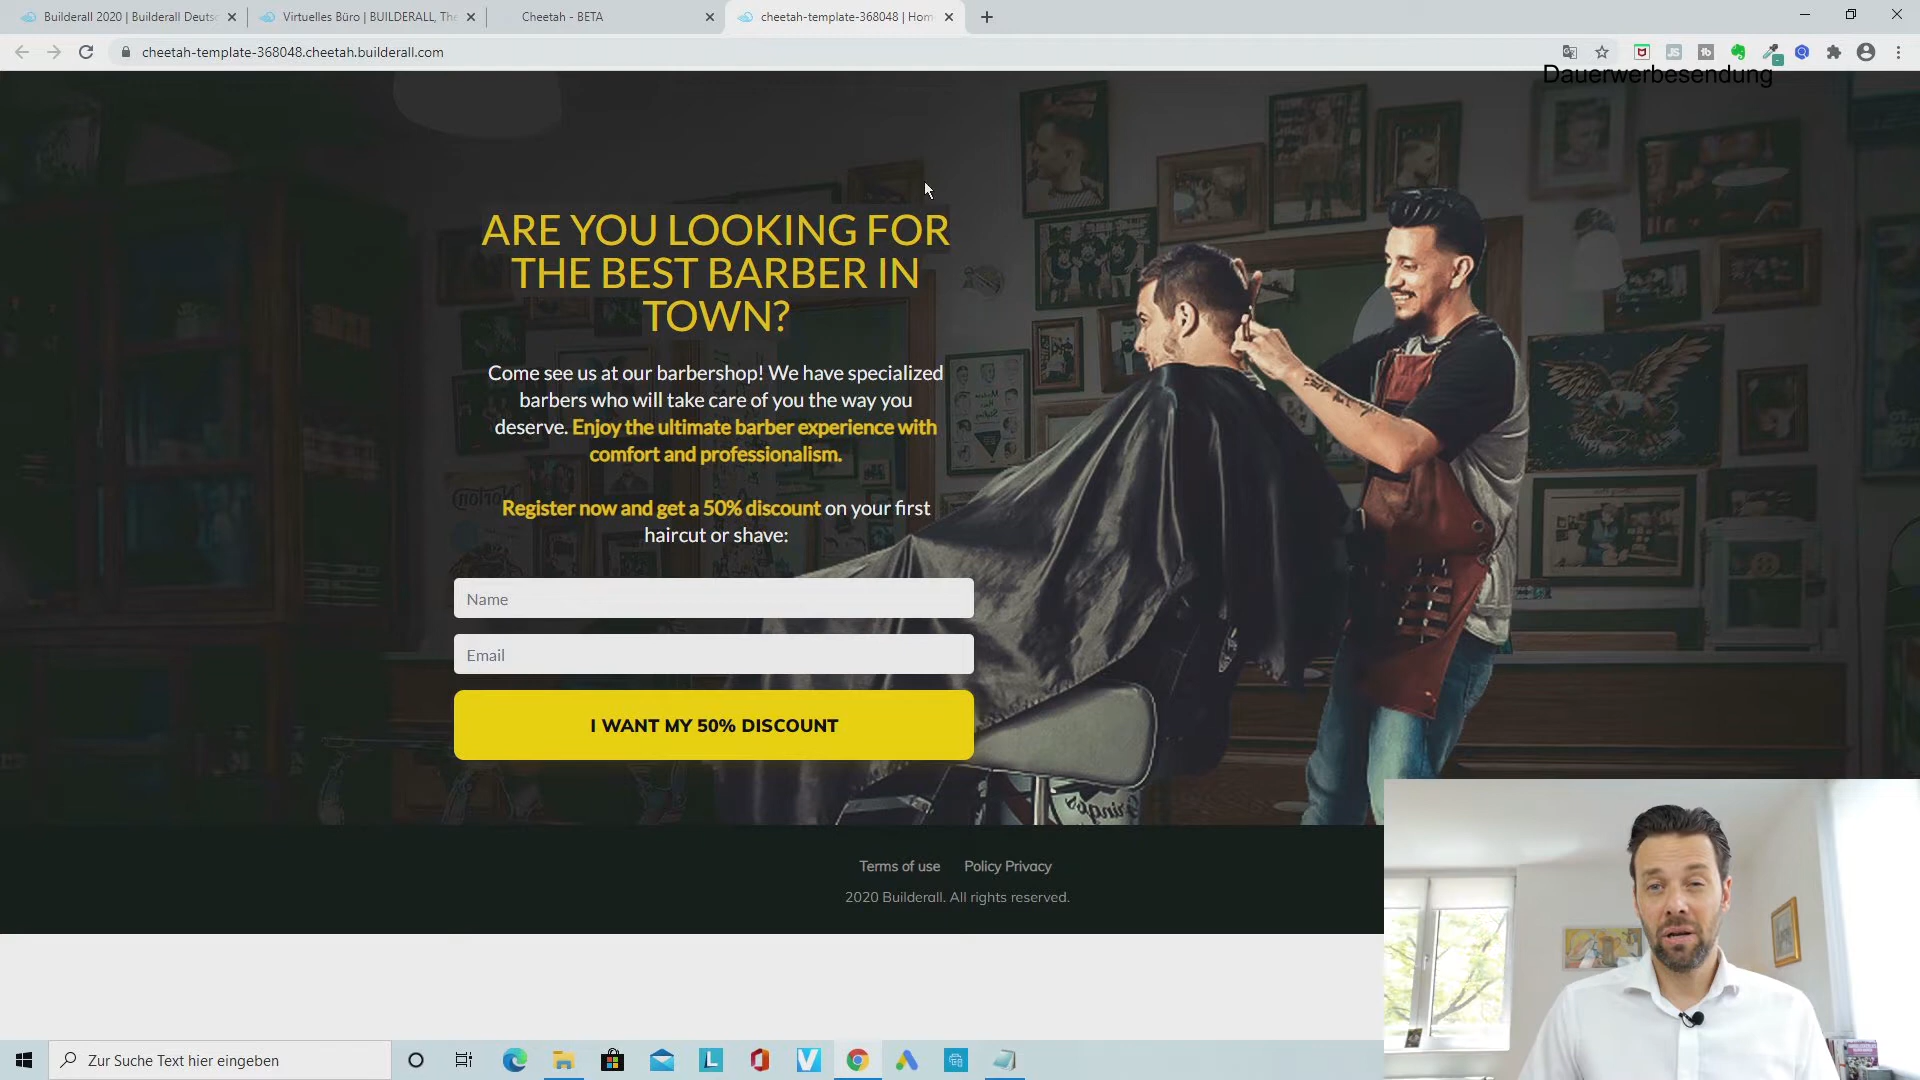 Builderall 2020 | Builderall Deutsc
Virtuelles Büro | BUILDERALL, The
Cheetah - BETA
cheetah-template-368048 | Hom
cheetah-template-368048.cheetah.builderall.com
Dauerwerbesendung
ARE YOU LOOKING FOR
THE BEST BARBER IN
TOWN?
Come see us at our barbershop! We have specialized
barbers who will take care of you the way you
deserve. Enjoy the ultimate barber experience with
comfort and professionalism.
Register now and get a 50% discount on your first
haircut or shave:
Name
Email
I WANT MY 50% DISCOUNT
Terms of use Policy Privacy
2020 Builderall. All rights reserved.
Zur Suche Text hier eingeben